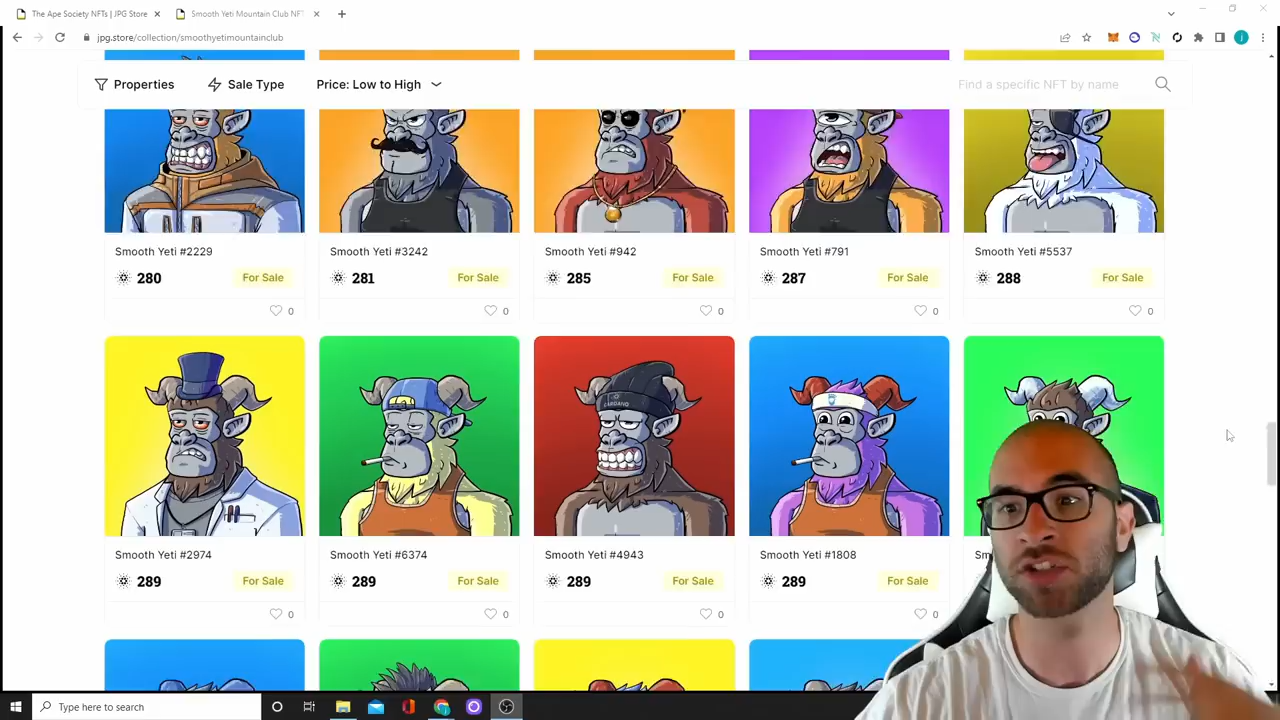 The Ape Society NFTs | JPG Store
Smooth Yeti Mountain Club NFT
jpg.store/collection/smoothyetimountainclub
Properties
Sale Type
Price: Low to High
Find a specific NFT by name
Smooth Yeti #2229
Smooth Yeti #3242
Smooth Yeti #942
Smooth Yeti #791
Smooth Yeti #5537
280 For Sale
281 For Sale
285 For Sale
287 For Sale
288 For Sale
0
0
0
0
0
CARDANO
Smooth Yeti #2974
Smooth Yeti #6374
Smooth Yeti #4943
Smooth Yeti #1808
289 For Sale
289 For Sale
289 For Sale
289 For Sale
0
0
0
0
Type here to search